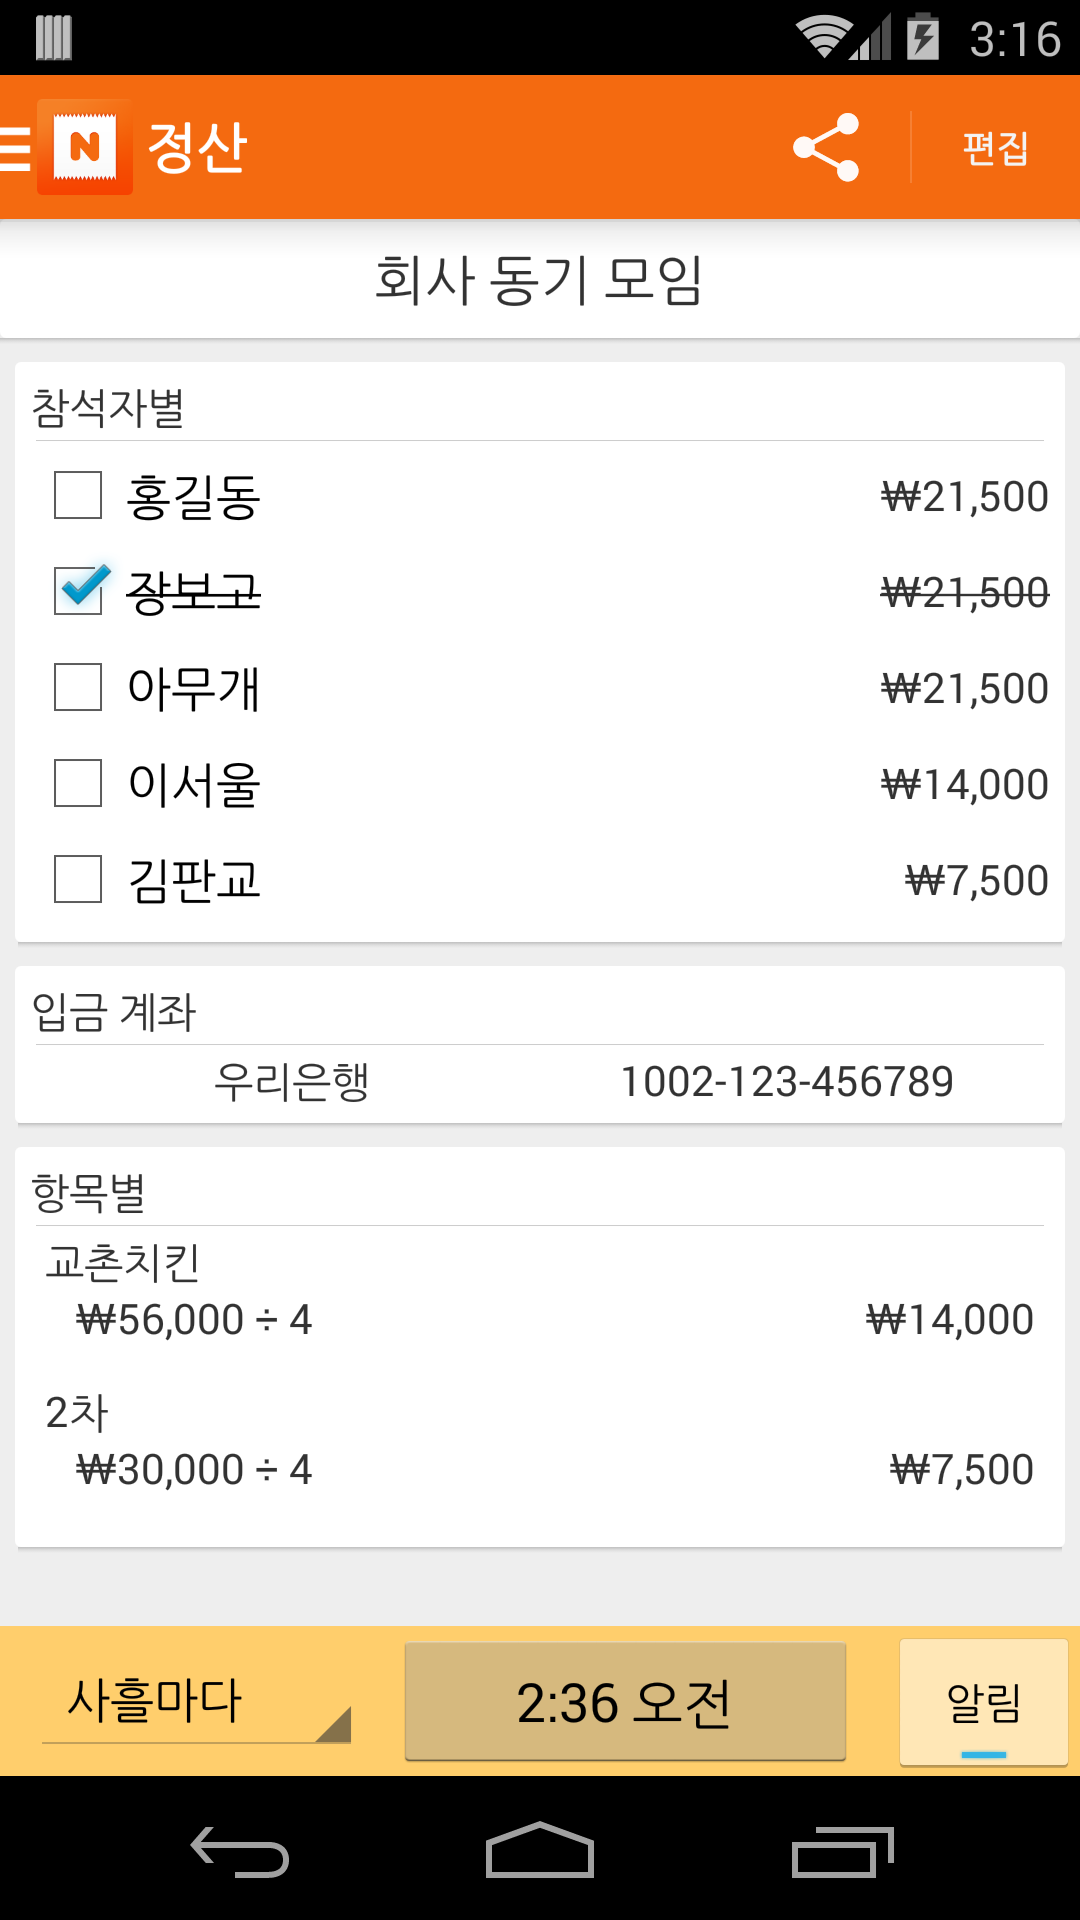 3:16
N 정산 편집
회사 동기 모임
참석자별
홍길동 ₩21,500
장보고 ₩21,500
아무개 ₩21,500
이서울 ₩14,000
김판교 ₩7,500
입금 계좌
우리은행 1002-123-456789
항목별
교촌치킨
₩56,000 ÷ 4 ₩14,000
2차
₩30,000 ÷ 4 ₩7,500
사흘마다 2:36 오전 알림